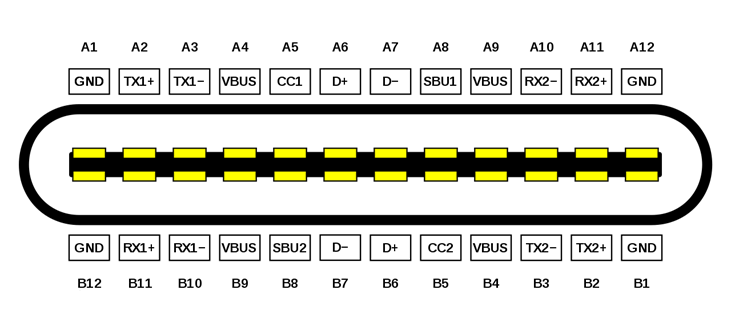 A1 A2 A3 A4 A5 A6 A7 A8 A9 A10 A11 A12
GND TX1+ TX1− VBUS CC1 D+ D− SBU1 VBUS RX2− RX2+ GND
GND RX1+ RX1− VBUS SBU2 D− D+ CC2 VBUS TX2− TX2+ GND
B12 B11 B10 B9 B8 B7 B6 B5 B4 B3 B2 B1